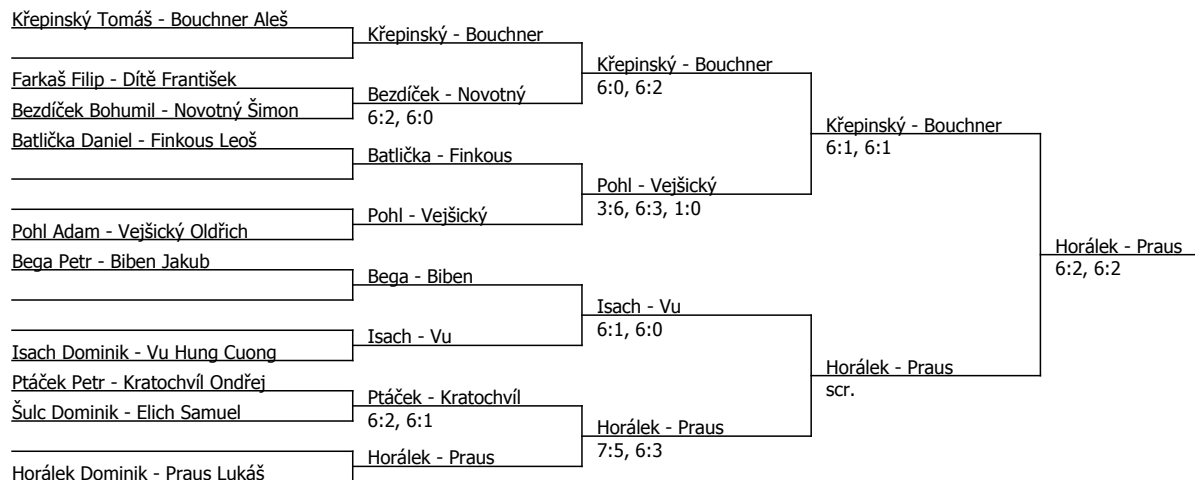 Křepinský Tomáš - Bouchner Aleš
Farkaš Filip - Dítě František
Bezdíček Bohumil - Novotný Šimon
Batlička Daniel - Finkous Leoš
Pohl Adam - Vejšický Oldřich
Bega Petr - Biben Jakub
Isach Dominik - Vu Hung Cuong
Ptáček Petr - Kratochvíl Ondřej
Šulc Dominik - Elich Samuel
Horálek Dominik - Praus Lukáš
Křepinský - Bouchner
Bezdíček - Novotný
6:2, 6:0
Batlička - Finkous
Pohl - Vejšický
Bega - Biben
Isach - Vu
Ptáček - Kratochvíl
6:2, 6:1
Horálek - Praus
Křepinský - Bouchner
6:0, 6:2
Pohl - Vejšický
3:6, 6:3, 1:0
Isach - Vu
6:1, 6:0
Horálek - Praus
7:5, 6:3
Křepinský - Bouchner
6:1, 6:1
Horálek - Praus
scr.
Horálek - Praus
6:2, 6:2